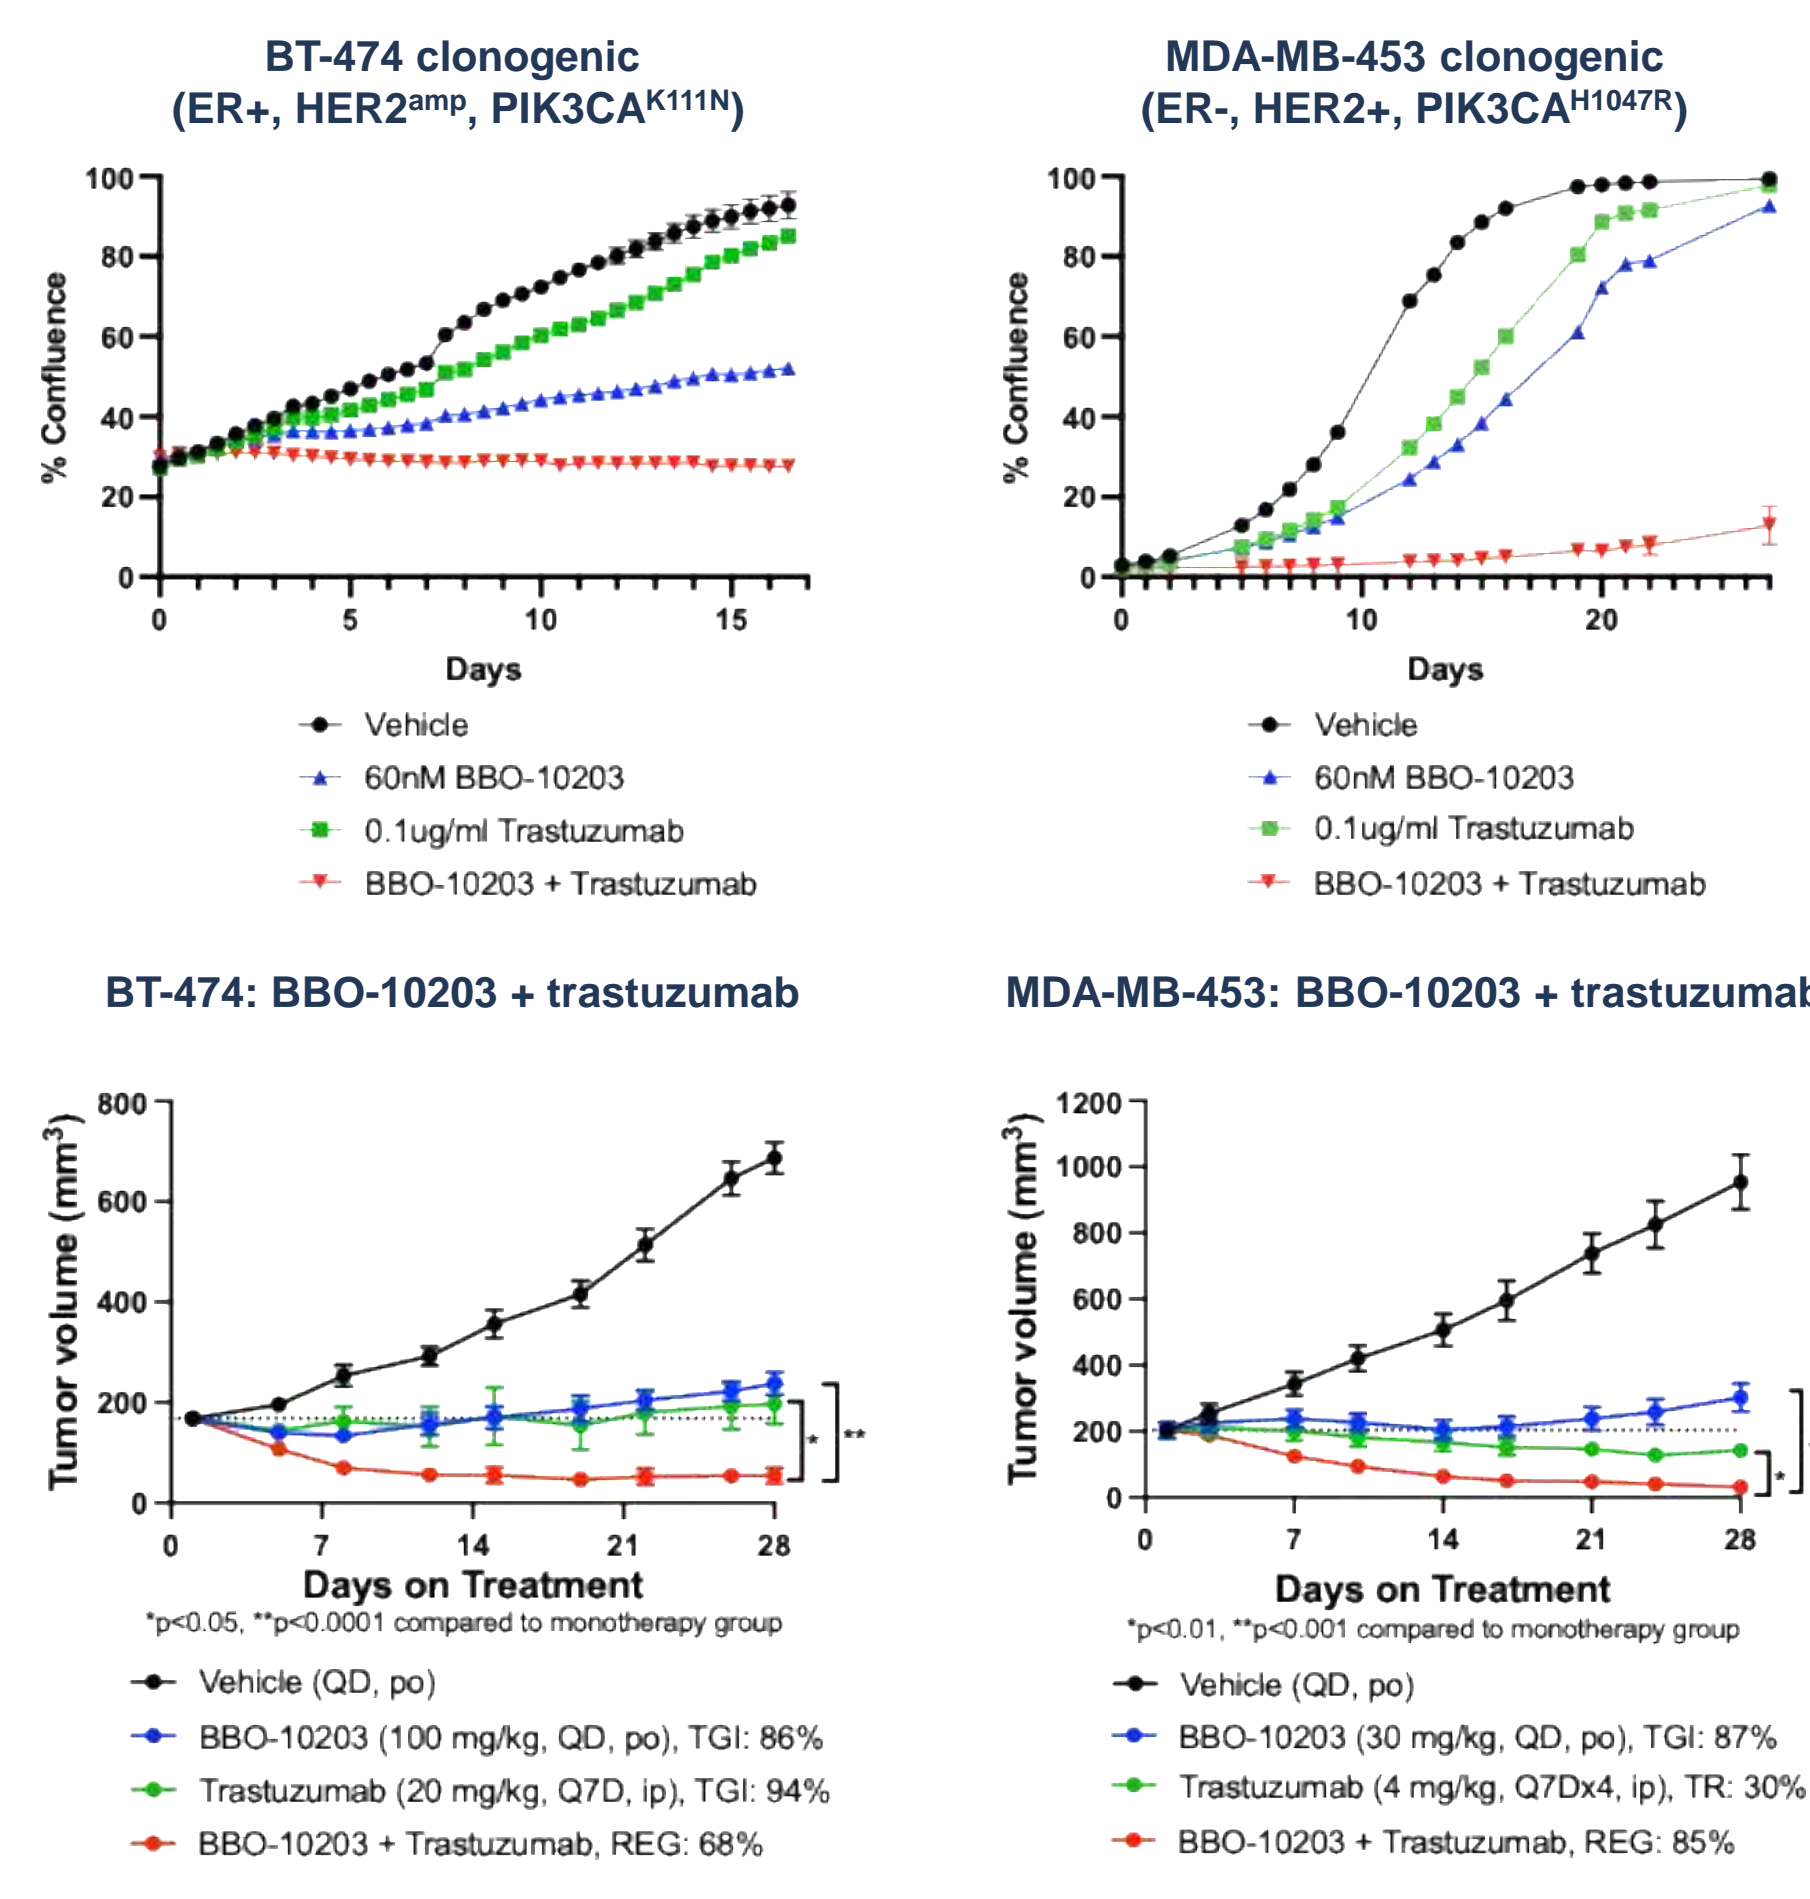 BT-474 clonogenic
(ER+, HER2amp, PIK3CAK111N)
% Confluence
100
80
60
40
20
0
0 5 10 15
Days
Vehicle
60nM BBO-10203
0.1ug/ml Trastuzumab
BBO-10203 + Trastuzumab
MDA-MB-453 clonogenic
(ER-, HER2+, PIK3CAH1047R)
% Confluence
100
80
60
40
20
0
0 10 20
Days
Vehicle
60nM BBO-10203
0.1ug/ml Trastuzumab
BBO-10203 + Trastuzumab
BT-474: BBO-10203 + trastuzumab
Tumor volume (mm3)
800
600
400
200
0
* **
0 7 14 21 28
Days on Treatment
*p<0.05, **p<0.0001 compared to monotherapy group
Vehicle (QD, po)
BBO-10203 (100 mg/kg, QD, po), TGI: 86%
Trastuzumab (20 mg/kg, Q7D, ip), TGI: 94%
BBO-10203 + Trastuzumab, REG: 68%
MDA-MB-453: BBO-10203 + trastuzumab
Tumor volume (mm3)
1200
1000
800
600
400
200
0
*
0 7 14 21 28
Days on Treatment
*p<0.01, **p<0.001 compared to monotherapy group
Vehicle (QD, po)
BBO-10203 (30 mg/kg, QD, po), TGI: 87%
Trastuzumab (4 mg/kg, Q7Dx4, ip), TR: 30%
BBO-10203 + Trastuzumab, REG: 85%